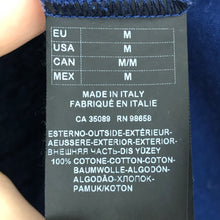 EU M
USA M
CAN M/M
MEX M
MADE IN ITALY
FABRIQUÉ EN ITALIE
CA 35089 RN 98658
ESTERNO-OUTSIDE-EXTÉRIEUR-
AEUSSERE-EXTERIOR-EXTERIOR-
ВНЕШНЯЯ ЧАСТЬ-DIS YÜZEY
100% COTONE-COTTON-COTON-
BAUMWOLLE-ALGODÓN-
ALGODÃO-ХЛОПОК-
PAMUK/KOTON